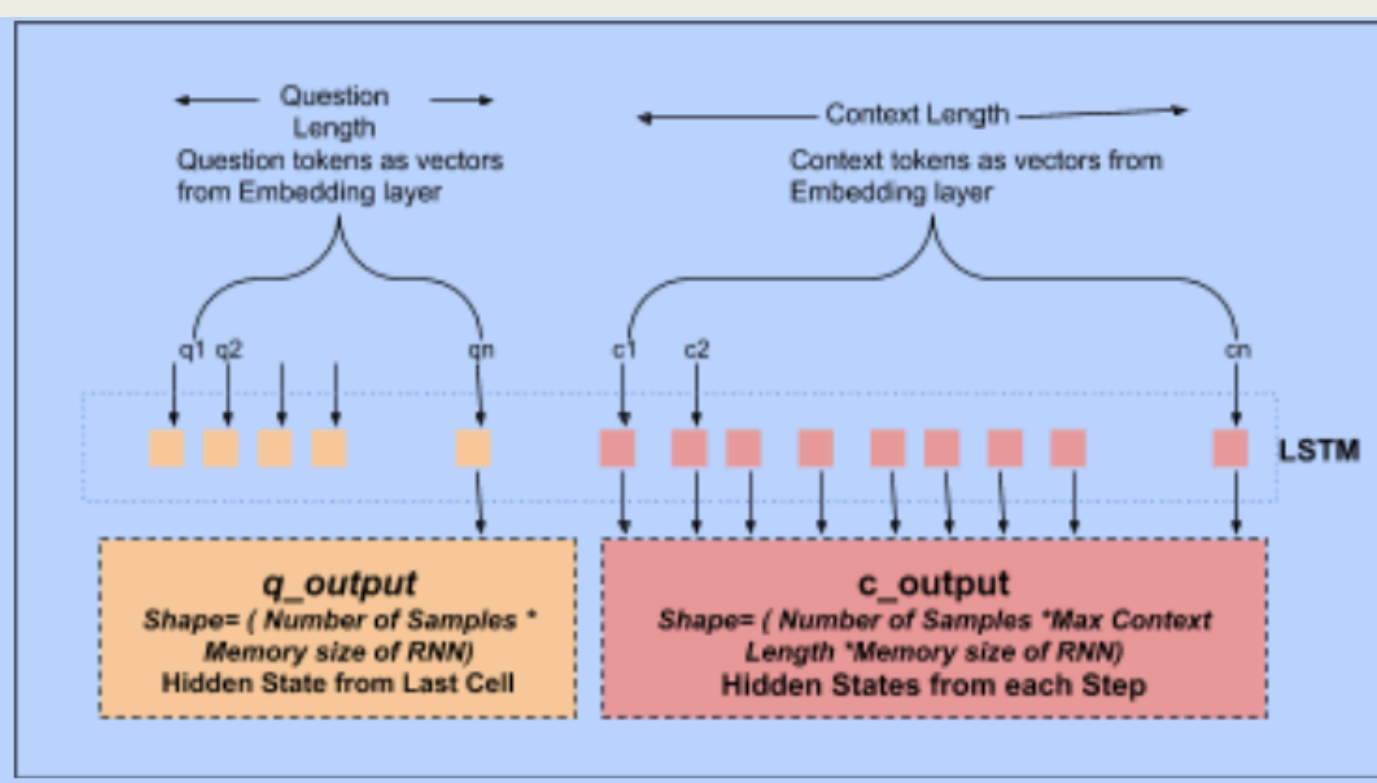 Question
Length
Question tokens as vectors
from Embedding layer
Context Length
Context tokens as vectors from
Embedding layer
q1 q2 qn
c1 c2 cn
LSTM
q_output
Shape= ( Number of Samples *
Memory size of RNN)
Hidden State from Last Cell
c_output
Shape= ( Number of Samples *Max Context
Length *Memory size of RNN)
Hidden States from each Step